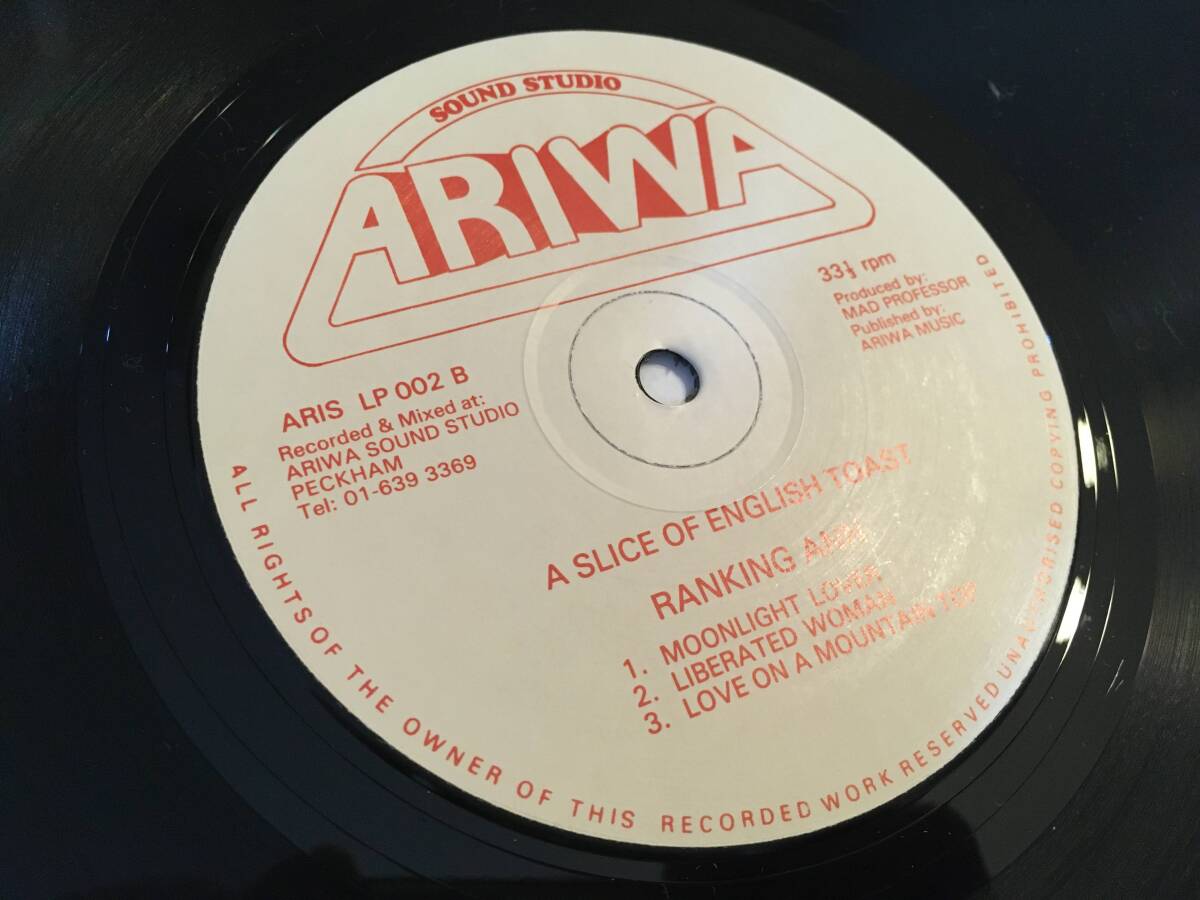 SOUND STUDIO
ARIWA
33⅓ rpm
Produced by:
MAD PROFESSOR
Published by:
ARIWA MUSIC
ARIS LP 002 B
Recorded & Mixed at:
ARIWA SOUND STUDIO
PECKHAM
Tel: 01-639 3369
A SLICE OF ENGLISH TOAST
RANKING ANN
1. MOONLIGHT LOVER
2. LIBERATED WOMAN
3. LOVE ON A MOUNTAIN TOP
ALL RIGHTS OF THE OWNER OF THIS RECORDED WORK RESERVED UNAUTHORISED COPYING PROHIBITED